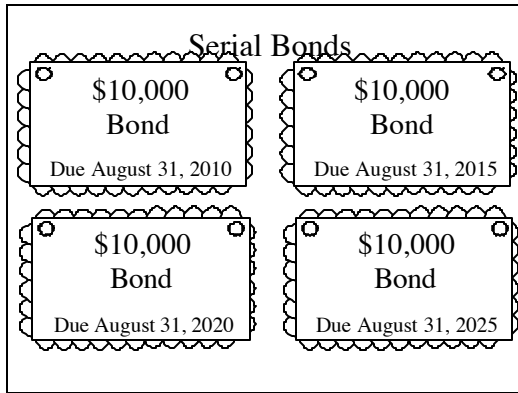 Serial Bonds
$10,000
Bond
Due August 31, 2010
$10,000
Bond
Due August 31, 2015
$10,000
Bond
Due August 31, 2020
$10,000
Bond
Due August 31, 2025